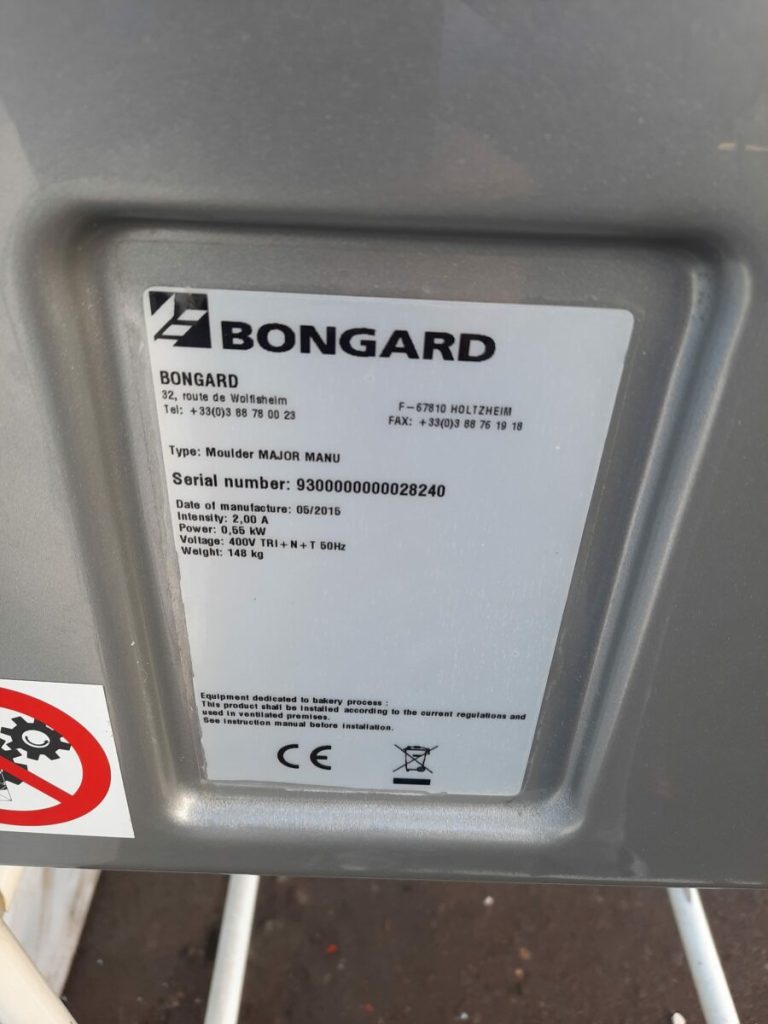 BONGARD
BONGARD
32, route de Wolfisheim
F-67810 HOLTZHEIM
Tel: +33(0)3 88 78 00 23
FAX: +33(0)3 88 76 19 18
Type: Moulder MAJOR MANU
Serial number: 9300000000028240
Date of manufacture: 05/2015
Intensity: 2,00 A
Power: 0,55 kW
Voltage: 400V TRI+N+T 50Hz
Weight: 148 kg
Equipment dedicated to bakery process :
This product shall be installed according to the current regulations and
used in ventilated premises.
See instruction manual before installation.
CE